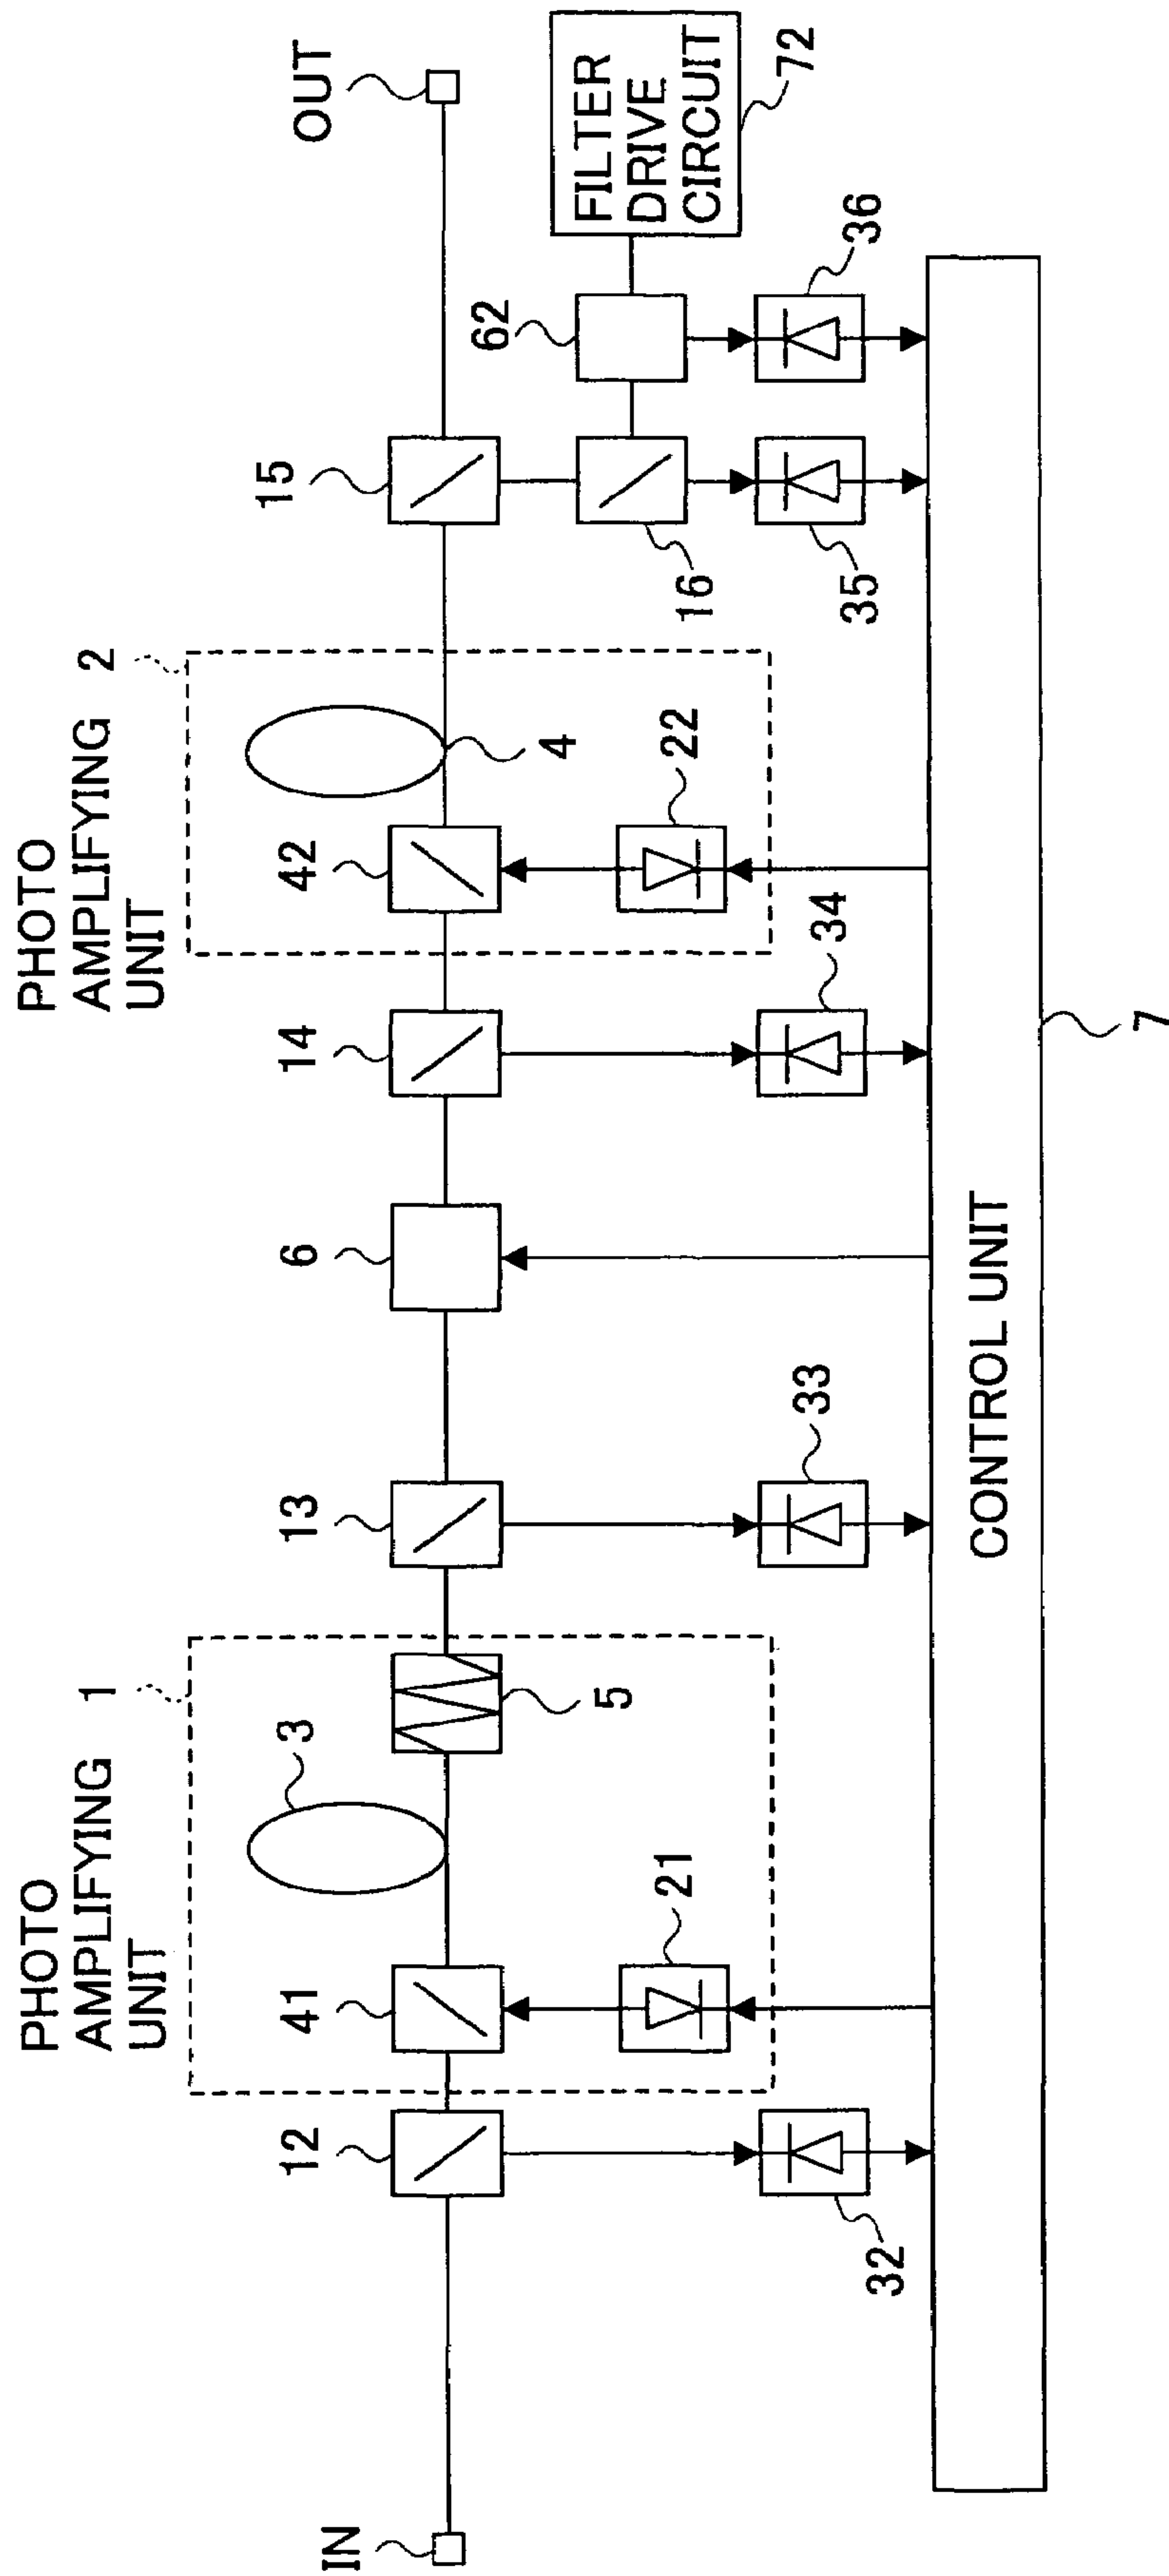 PHOTO
AMPLIFYING 1
UNIT
PHOTO
AMPLIFYING 2
UNIT
IN
12
41
3
13
6
14
42
15
OUT
5
4
21
22
16
62
FILTER
DRIVE
CIRCUIT
72
32
33
34
35
36
CONTROL UNIT
7